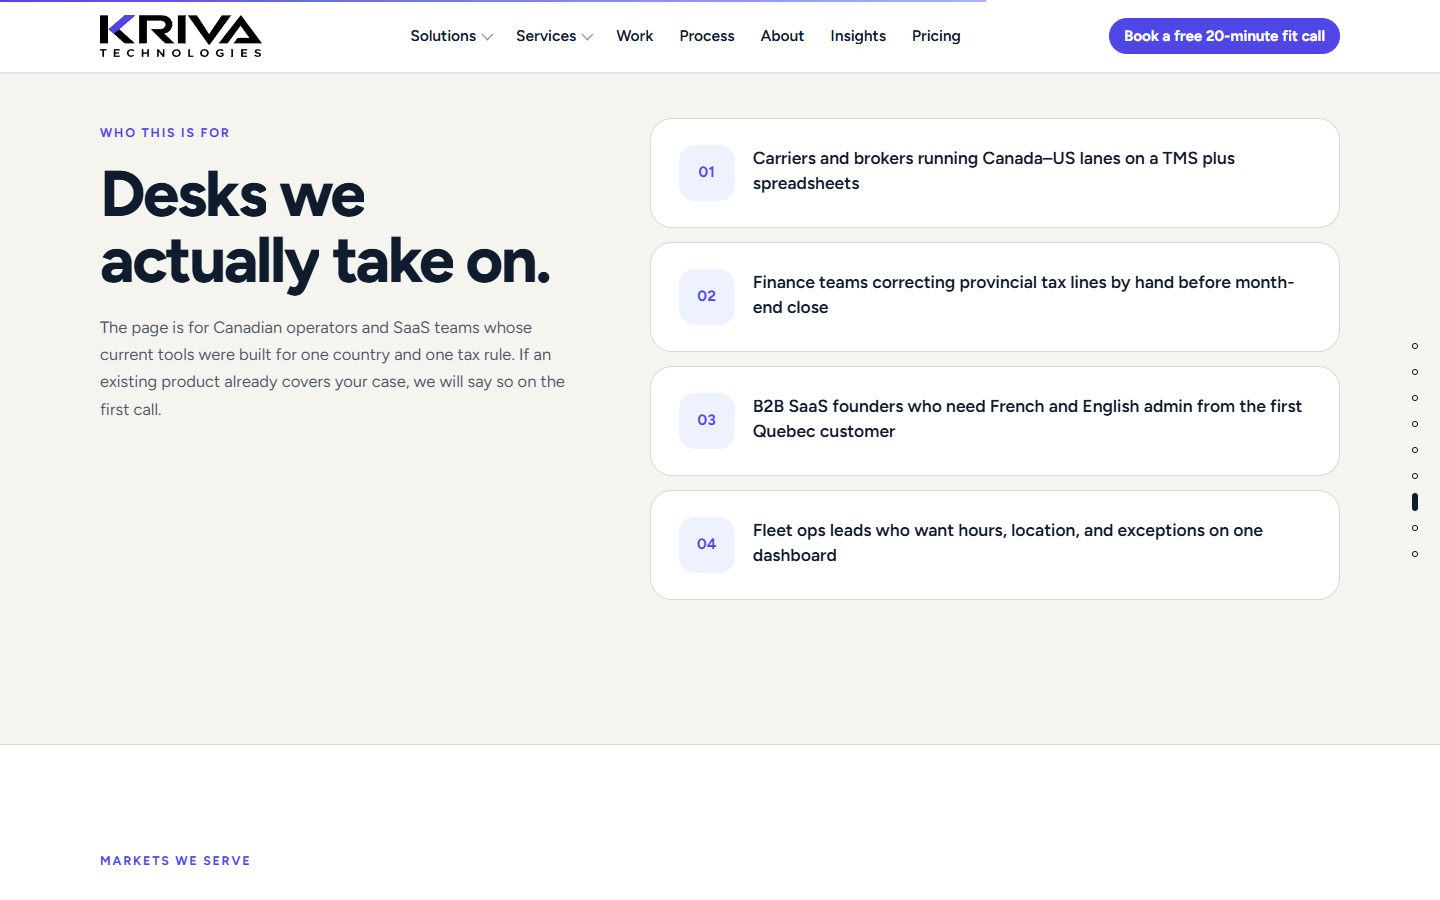 KRIVA
TECHNOLOGIES
Solutions
Services
Work
Process
About
Insights
Pricing
Book a free 20-minute fit call
WHO THIS IS FOR
Desks we
actually take on.
The page is for Canadian operators and SaaS teams whose
current tools were built for one country and one tax rule. If an
existing product already covers your case, we will say so on the
first call.
01
Carriers and brokers running Canada–US lanes on a TMS plus
spreadsheets
02
Finance teams correcting provincial tax lines by hand before month-
end close
03
B2B SaaS founders who need French and English admin from the first
Quebec customer
04
Fleet ops leads who want hours, location, and exceptions on one
dashboard
MARKETS WE SERVE